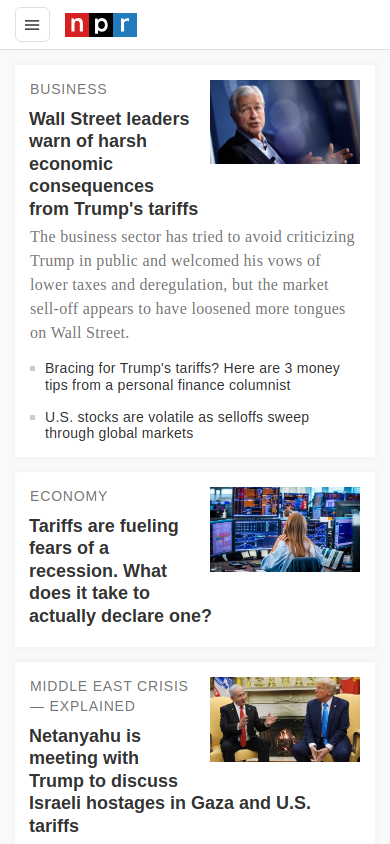 npr
BUSINESS
Wall Street leaders
warn of harsh
economic
consequences
from Trump's tariffs
The business sector has tried to avoid criticizing
Trump in public and welcomed his vows of
lower taxes and deregulation, but the market
sell-off appears to have loosened more tongues
on Wall Street.
Bracing for Trump's tariffs? Here are 3 money
tips from a personal finance columnist
U.S. stocks are volatile as selloffs sweep
through global markets
ECONOMY
Tariffs are fueling
fears of a
recession. What
does it take to
actually declare one?
MIDDLE EAST CRISIS
— EXPLAINED
Netanyahu is
meeting with
Trump to discuss
Israeli hostages in Gaza and U.S.
tariffs